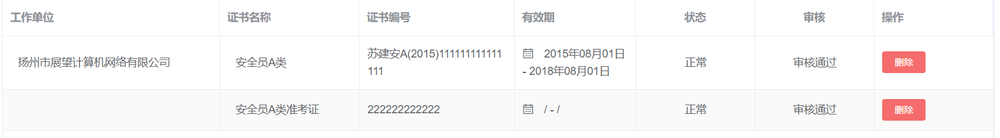 工作单位 证书名称 证书编号 有效期 状态 审核 操作
扬州市展望计算机网络有限公司 安全员A类 苏建安A(2015)111111111111 2015年08月01日 正常 审核通过 删除
111 - 2018年08月01日
安全员A类准考证 222222222222 / - / 正常 审核通过 删除